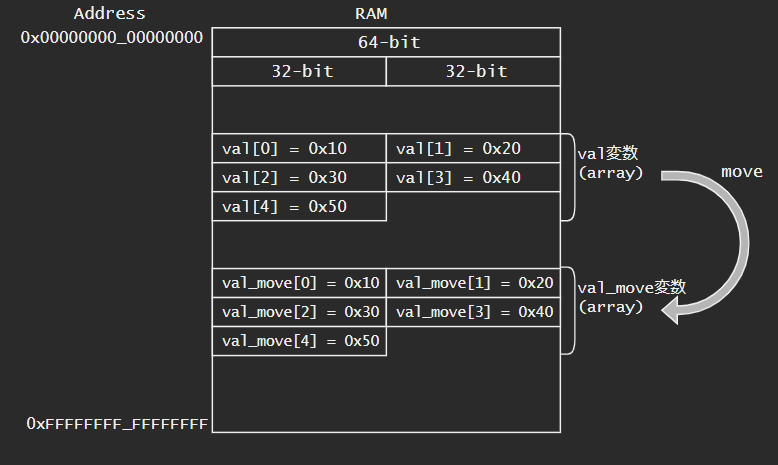 Address RAM
0x00000000_00000000
64-bit
32-bit 32-bit
val[0] = 0x10 val[1] = 0x20
val[2] = 0x30 val[3] = 0x40
val[4] = 0x50
val変数
(array)
move
val_move[0] = 0x10 val_move[1] = 0x20
val_move[2] = 0x30 val_move[3] = 0x40
val_move[4] = 0x50
val_move変数
(array)
0xFFFFFFFF_FFFFFFFF